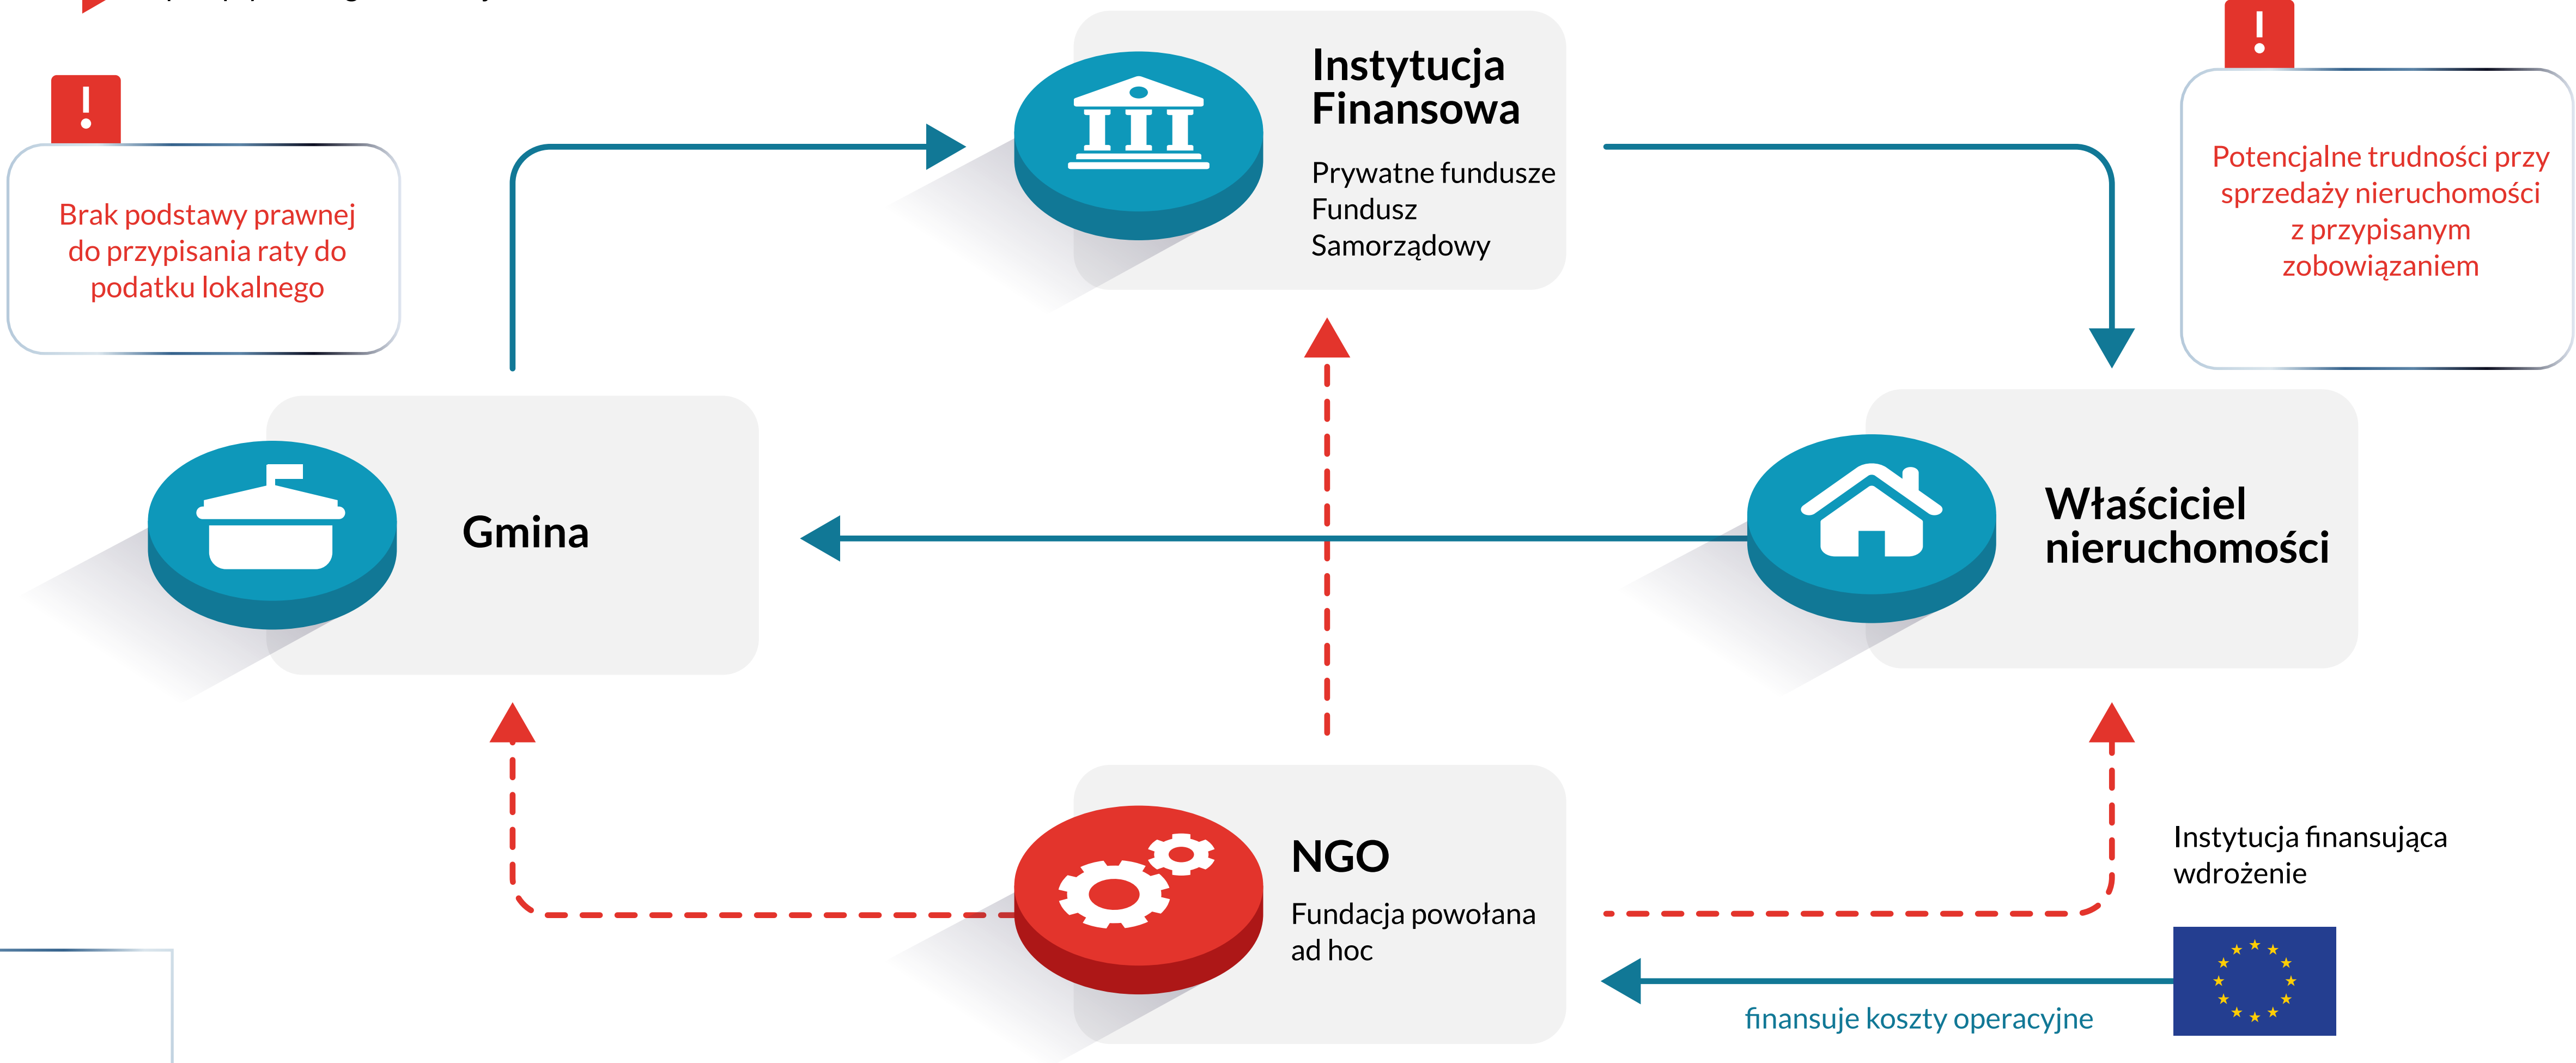 !
Brak podstawy prawnej
do przypisania raty do
podatku lokalnego
Instytucja
Finansowa
Prywatne fundusze
Fundusz
Samorządowy
!
Potencjalne trudności przy
sprzedaży nieruchomości
z przypisanym
zobowiązaniem
Gmina
Właściciel
nieruchomości
NGO
Fundacja powołana
ad hoc
Instytucja finansująca
wdrożenie
finansuje koszty operacyjne